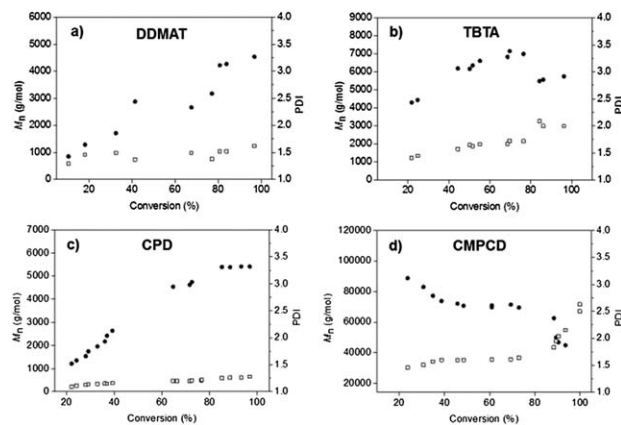 a)
DDMAT
6000
5000
4000
3000
2000
1000
0
Mn (g/mol)
4.0
3.5
3.0
2.5
2.0
1.5
1.0
PDI
0 20 40 60 80 100
Conversion (%)
b)
TBTA
9000
8000
7000
6000
5000
4000
3000
2000
1000
0
Mn (g/mol)
4.0
3.5
3.0
2.5
2.0
1.5
1.0
PDI
0 20 40 60 80 100
Conversion (%)
c)
CPD
7000
6000
5000
4000
3000
2000
1000
0
Mn (g/mol)
4.0
3.5
3.0
2.5
2.0
1.5
1.0
PDI
20 30 40 50 60 70 80 90 100
Conversion (%)
d)
CMPCD
120000
100000
80000
60000
40000
20000
Mn (g/mol)
4.0
3.5
3.0
2.5
2.0
1.5
1.0
PDI
20 40 60 80 100
Conversion (%)